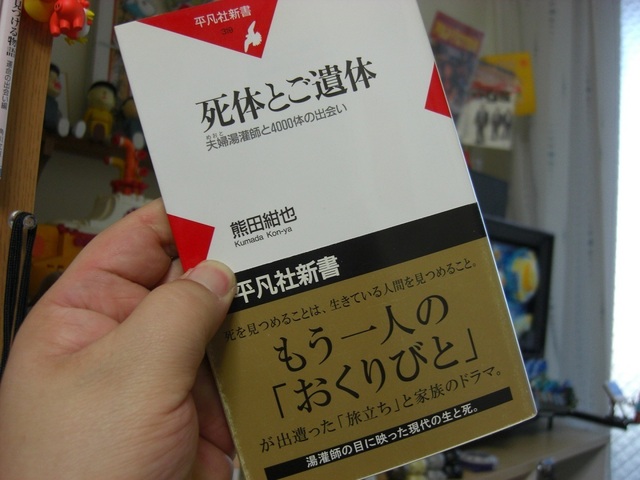 平凡社新書
死体とご遺体
めおと
夫婦湯灌師と4000体の出会い
熊田紺也
Kumada Kon-ya
平凡社新書
死を見つめることは、生きている人間を見つめること。
もう一人の
「おくりびと」
が出遭った「旅立ち」と家族のドラマ。
湯灌師の目に映った現代の生と死。